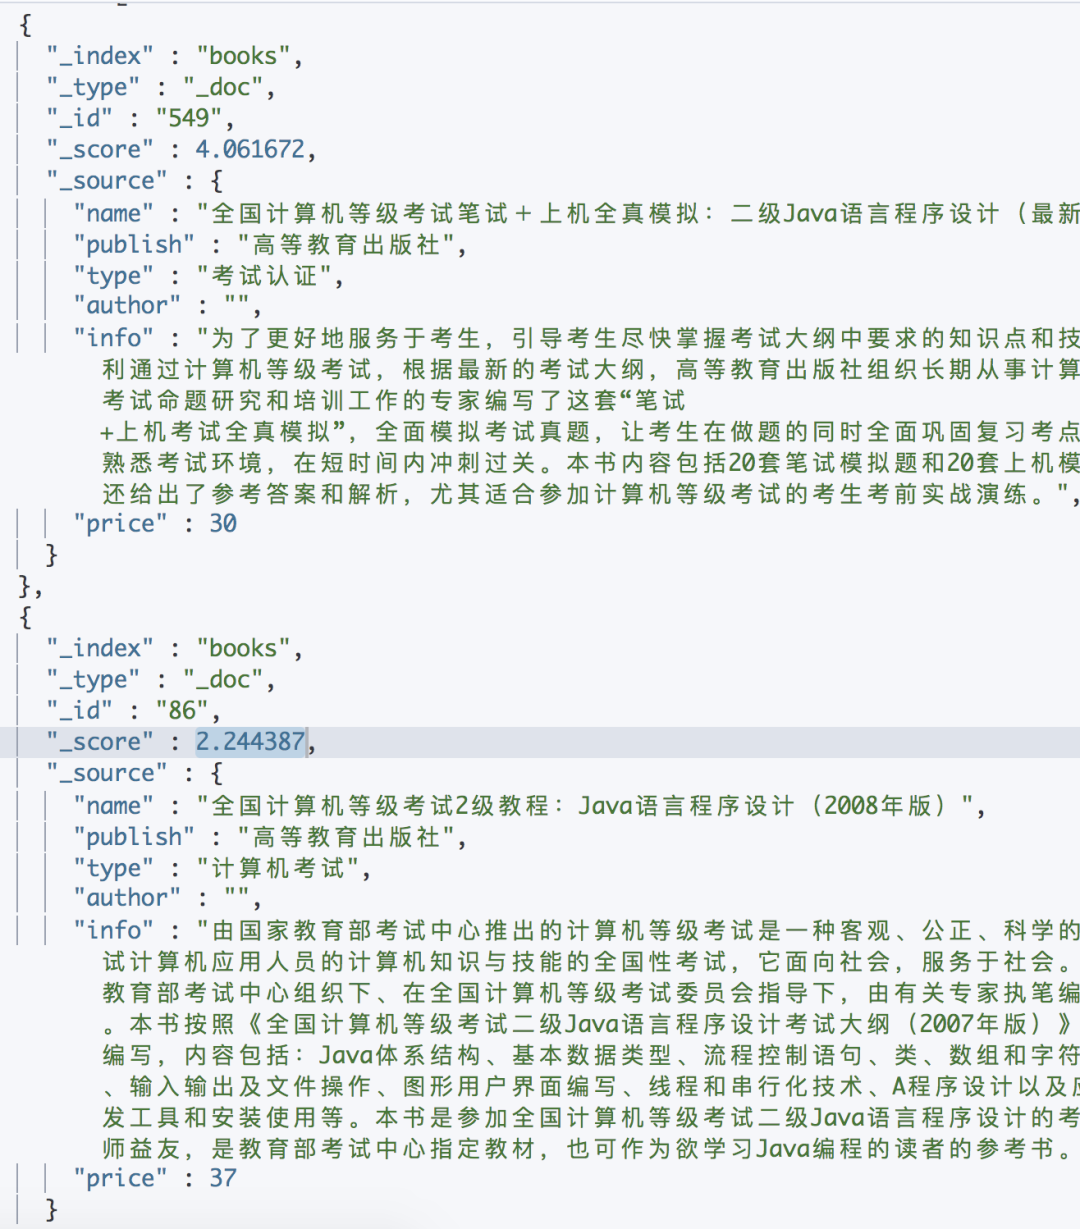 {
"_index" : "books",
"_type" : "_doc",
"_id" : "549",
"_score" : 4.061672,
"_source" : {
"name" : "全国计算机等级考试笔试＋上机全真模拟：二级Java语言程序设计（最新
"publish" : "高等教育出版社",
"type" : "考试认证",
"author" : "",
"info" : "为了更好地服务于考生，引导考生尽快掌握考试大纲中要求的知识点和技
利通过计算机等级考试，根据最新的考试大纲，高等教育出版社组织长期从事计算
考试命题研究和培训工作的专家编写了这套“笔试
+上机考试全真模拟”，全面模拟考试真题，让考生在做题的同时全面巩固复习考点
熟悉考试环境，在短时间内冲刺过关。本书内容包括20套笔试模拟题和20套上机模
还给出了参考答案和解析，尤其适合参加计算机等级考试的考生考前实战演练。",
"price" : 30
}
},
{
"_index" : "books",
"_type" : "_doc",
"_id" : "86",
"_score" : 2.244387,
"_source" : {
"name" : "全国计算机等级考试2级教程：Java语言程序设计（2008年版）",
"publish" : "高等教育出版社",
"type" : "计算机考试",
"author" : "",
"info" : "由国家教育部考试中心推出的计算机等级考试是一种客观、公正、科学的
试计算机应用人员的计算机知识与技能的全国性考试，它面向社会，服务于社会。
教育部考试中心组织下、在全国计算机等级考试委员会指导下，由有关专家执笔编
。本书按照《全国计算机等级考试二级Java语言程序设计考试大纲（2007年版）》
编写，内容包括：Java体系结构、基本数据类型、流程控制语句、类、数组和字符
、输入输出及文件操作、图形用户界面编写、线程和串行化技术、A程序设计以及应
发工具和安装使用等。本书是参加全国计算机等级考试二级Java语言程序设计的考
师益友，是教育部考试中心指定教材，也可作为欲学习Java编程的读者的参考书。
"price" : 37
}